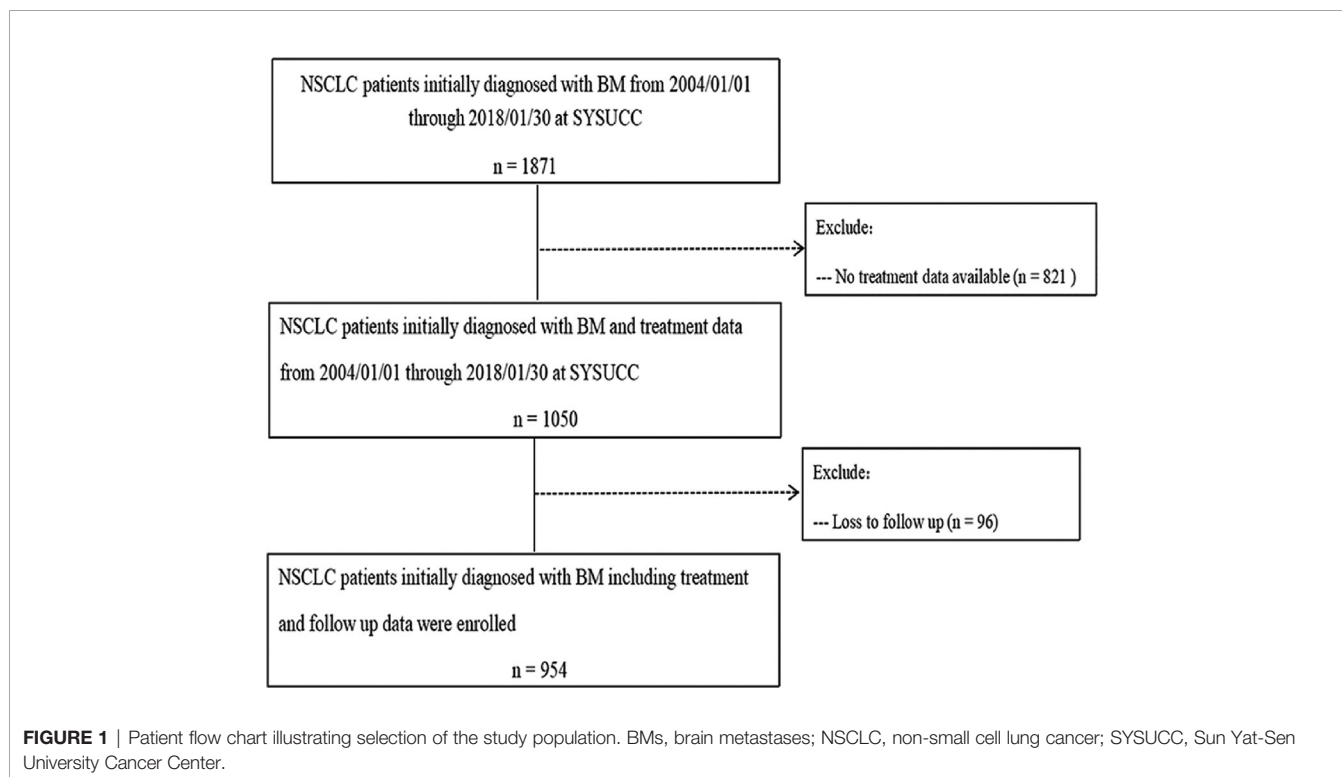 NSCLC patients initially diagnosed with BM from 2004/01/01
through 2018/01/30 at SYSUCC
n = 1871
Exclude:
--- No treatment data available (n = 821 )
NSCLC patients initially diagnosed with BM and treatment data
from 2004/01/01 through 2018/01/30 at SYSUCC
n = 1050
Exclude:
--- Loss to follow up (n = 96)
NSCLC patients initially diagnosed with BM including treatment
and follow up data were enrolled
n = 954
FIGURE 1 | Patient flow chart illustrating selection of the study population. BMs, brain metastases; NSCLC, non-small cell lung cancer; SYSUCC, Sun Yat-Sen
University Cancer Center.